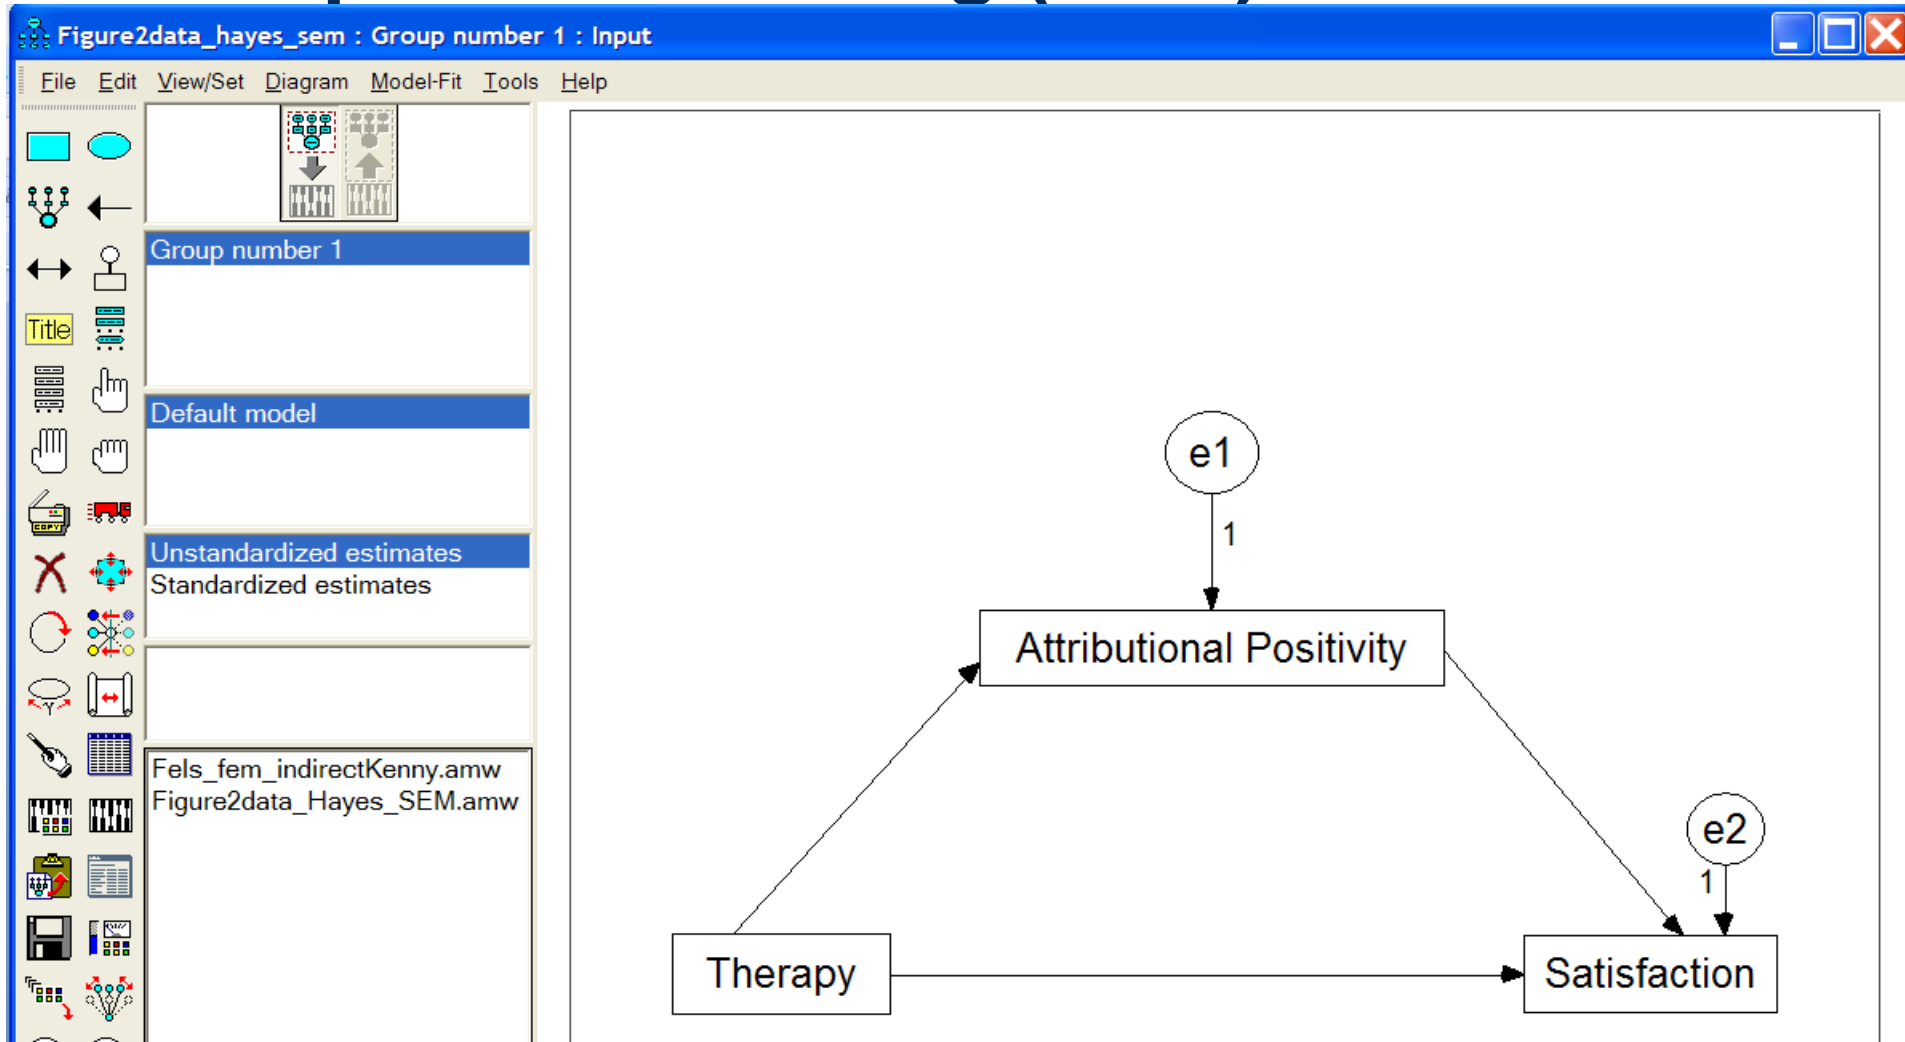 Figure2data_hayes_sem : Group number 1 : Input
File Edit View/Set Diagram Model-Fit Tools Help
Title
Group number 1
Default model
COPY
Unstandardized estimates
Standardized estimates
γ
Fels_fem_indirectKenny.amw
Figure2data_Hayes_SEM.amw
e1
1
Attributional Positivity
e2
1
Therapy
Satisfaction